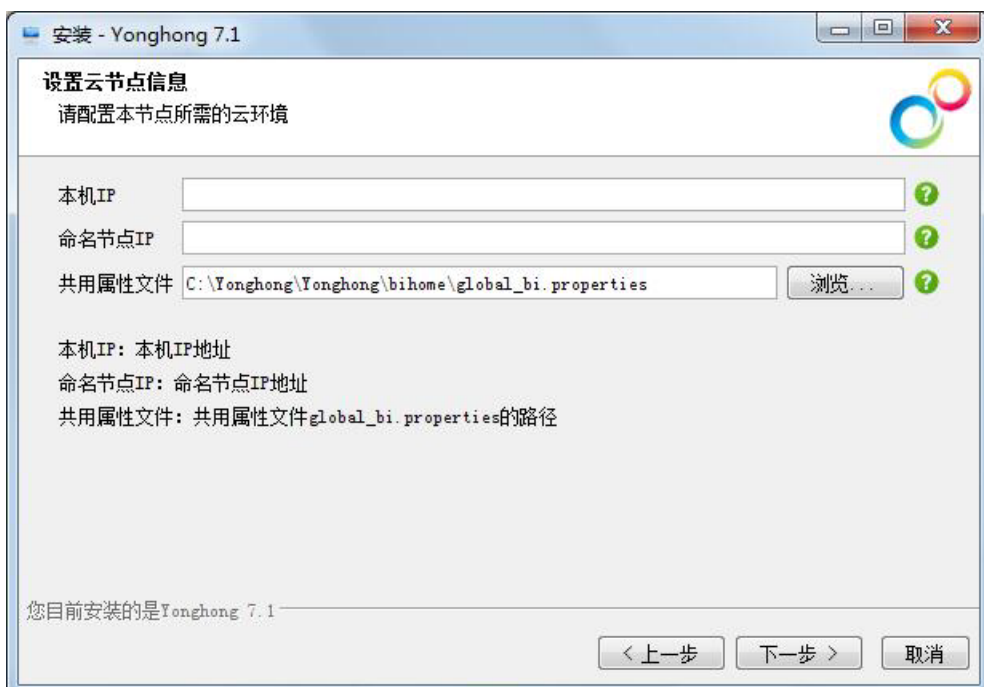 安装 - Yonghong 7.1
设置云节点信息
请配置本节点所需的云环境
本机IP
命名节点IP
共用属性文件 C:\Yonghong\Yonghong\bihome\global_bi.properties 浏览...
本机IP：本机IP地址
命名节点IP：命名节点IP地址
共用属性文件：共用属性文件global_bi.properties的路径
您目前安装的是Yonghong 7.1
< 上一步 下一步 > 取消